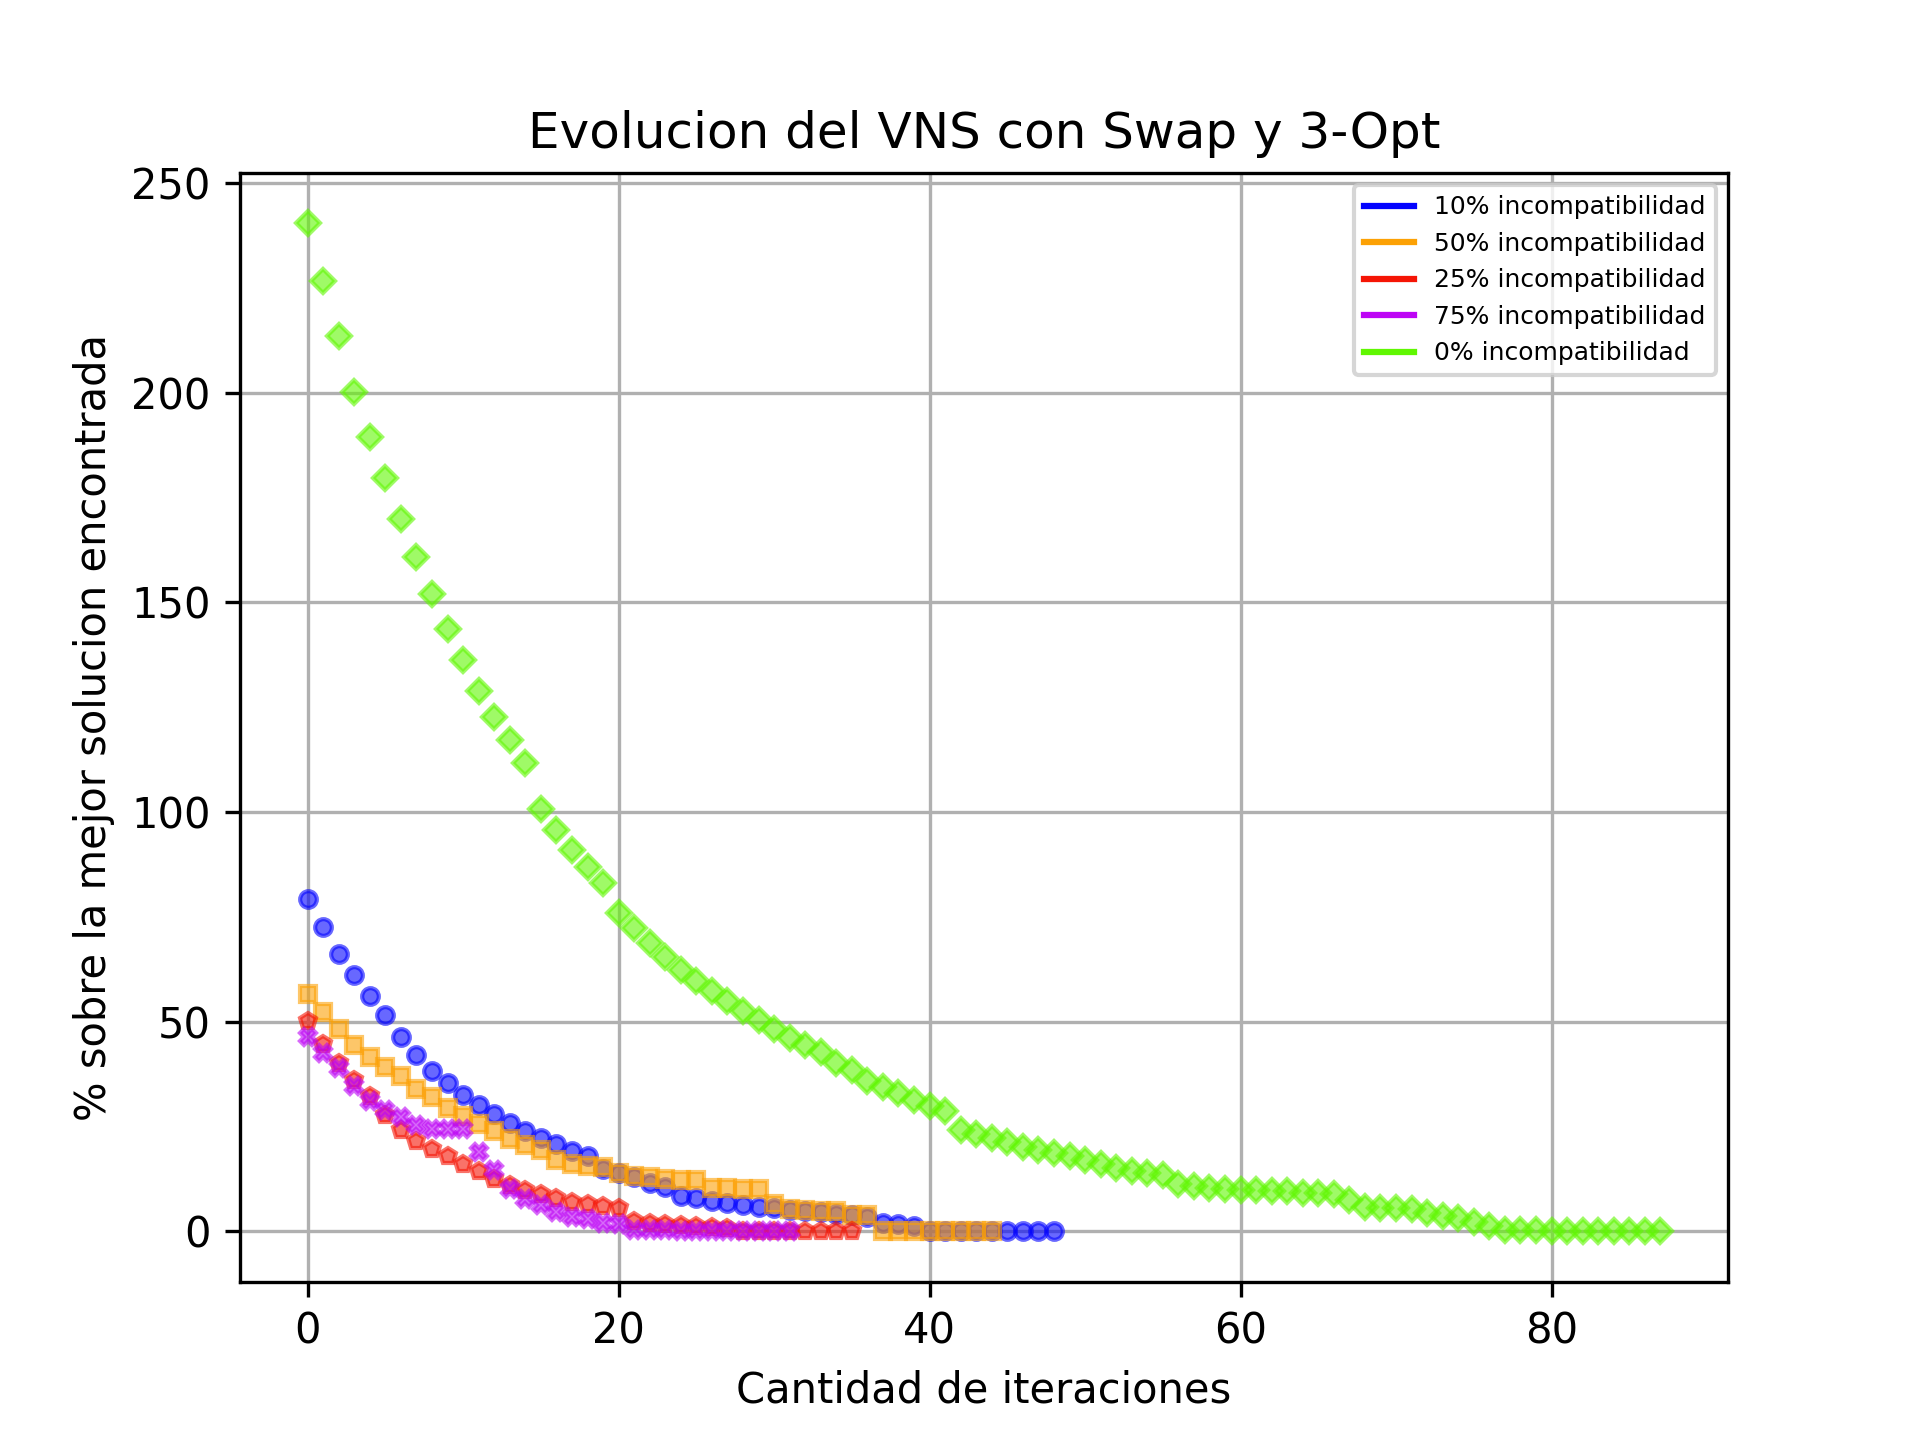 Evolucion del VNS con Swap y 3-Opt
% sobre la mejor solucion encontrada
250
200
150
100
50
0
10% incompatibilidad
50% incompatibilidad
25% incompatibilidad
75% incompatibilidad
0% incompatibilidad
0 20 40 60 80
Cantidad de iteraciones